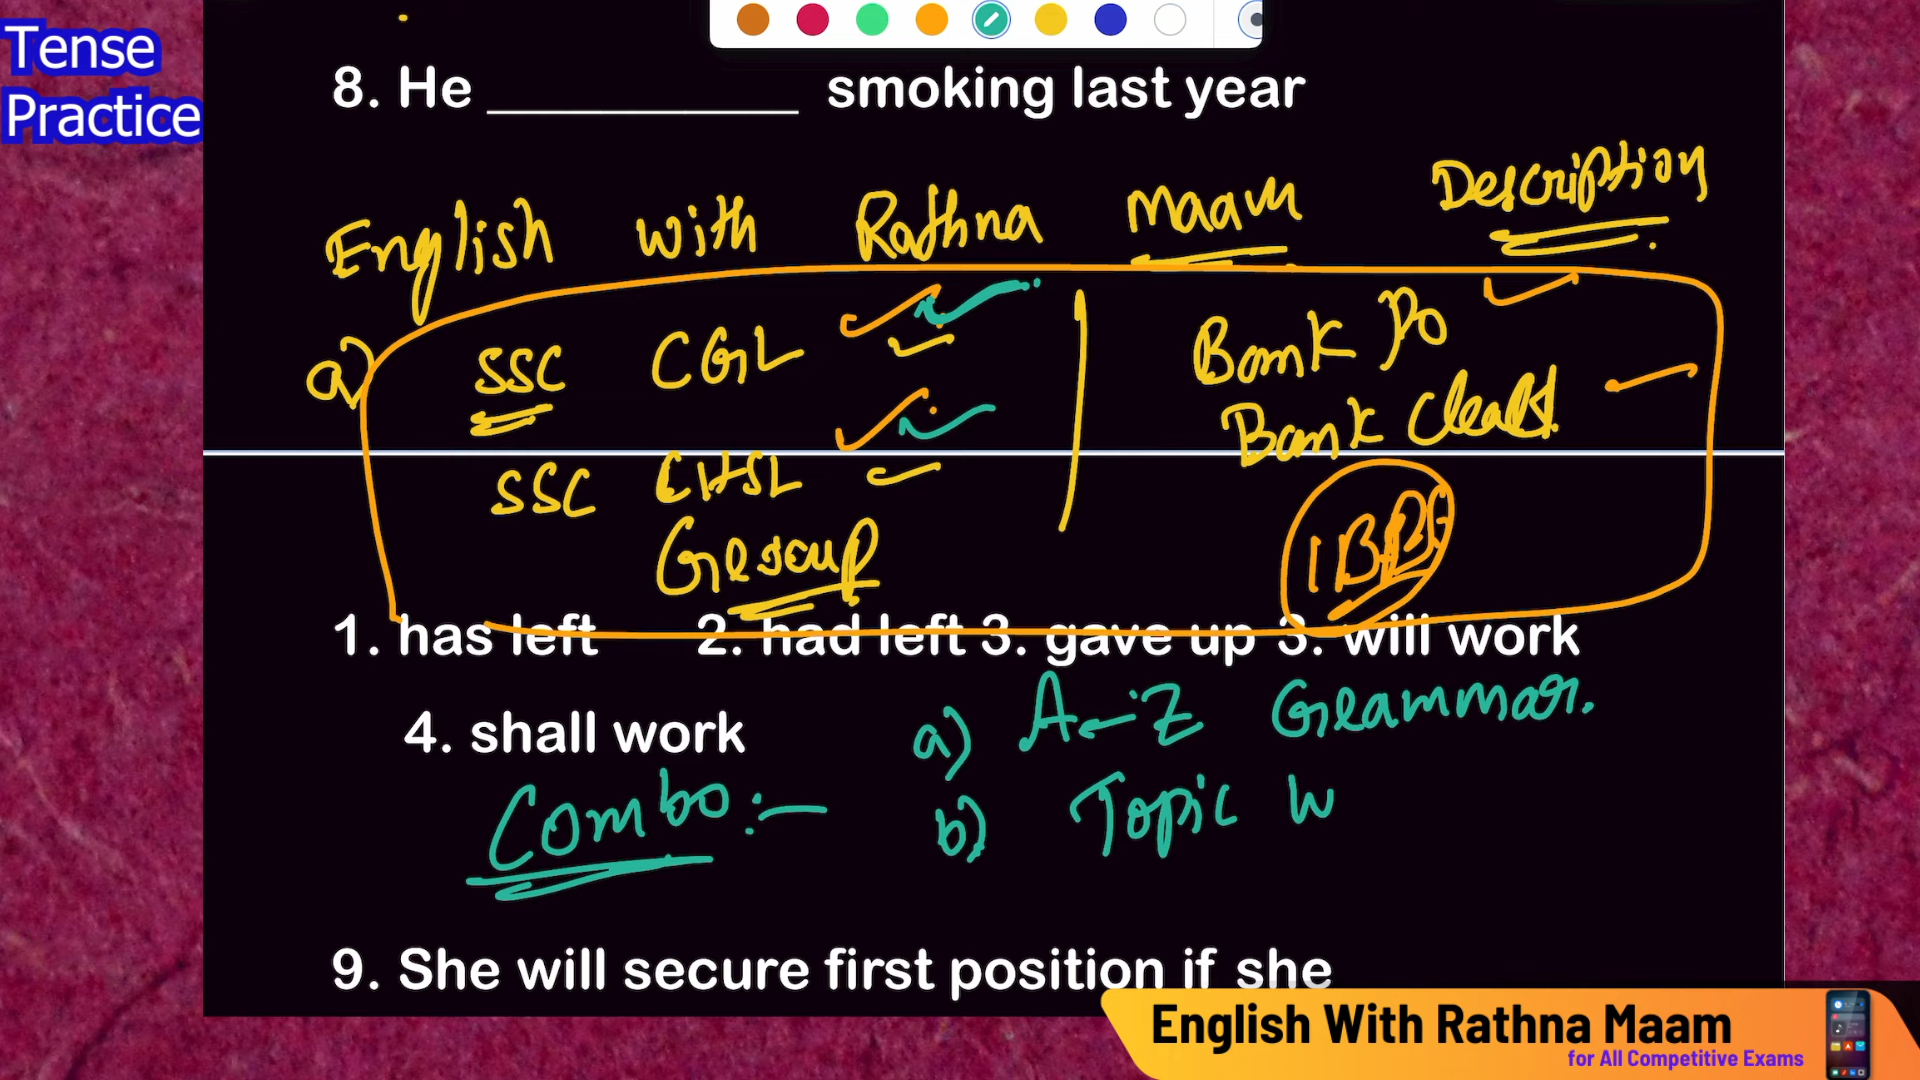 Tense
Practice
8. He ____________ smoking last year
English with Rathna Maam Description
a) SSC CGL
Bank PO
Bank
SSC CHSL
Group
1. has left 2. had left 3. gave up 3. will work
4. shall work
a) A-Z Grammar.
Combo:-
b) Topic W
9. She will secure first position if she
English With Rathna Maam
for All Competitive Exams